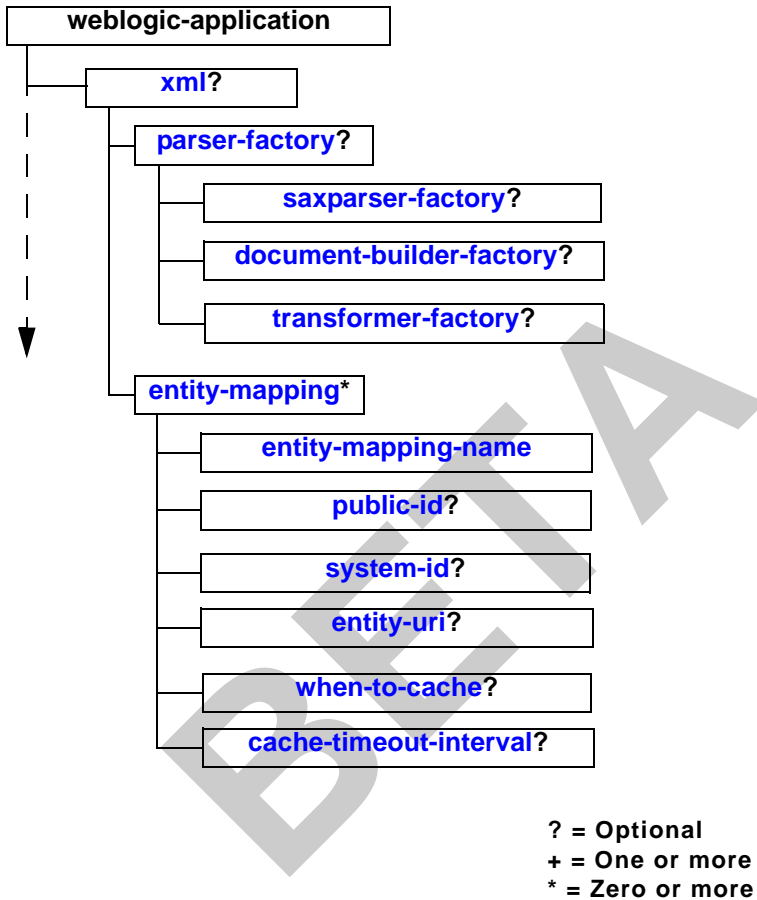 weblogic-application
xml?
parser-factory?
saxparser-factory?
document-builder-factory?
transformer-factory?
entity-mapping*
entity-mapping-name
public-id?
system-id?
entity-uri?
when-to-cache?
cache-timeout-interval?
BETA
? = Optional
+ = One or more
* = Zero or more